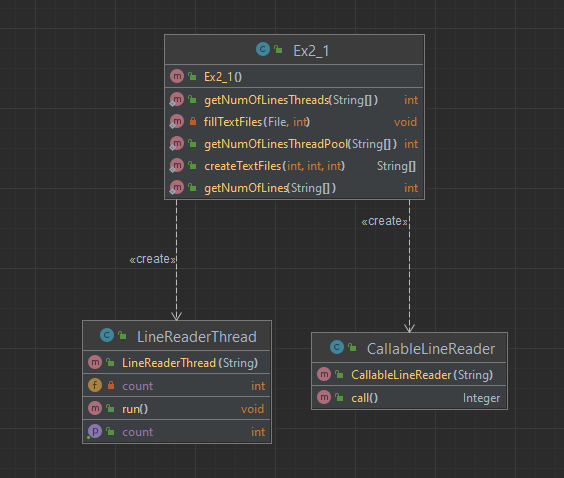 Ex2_1
Ex2_1()
getNumOfLinesThreads(String[]) int
fillTextFiles(File, int) void
getNumOfLinesThreadPool(String[]) int
createTextFiles(int, int, int) String[]
getNumOfLines(String[]) int
«create»
«create»
LineReaderThread
LineReaderThread(String)
count int
run() void
count int
CallableLineReader
CallableLineReader(String)
call() Integer